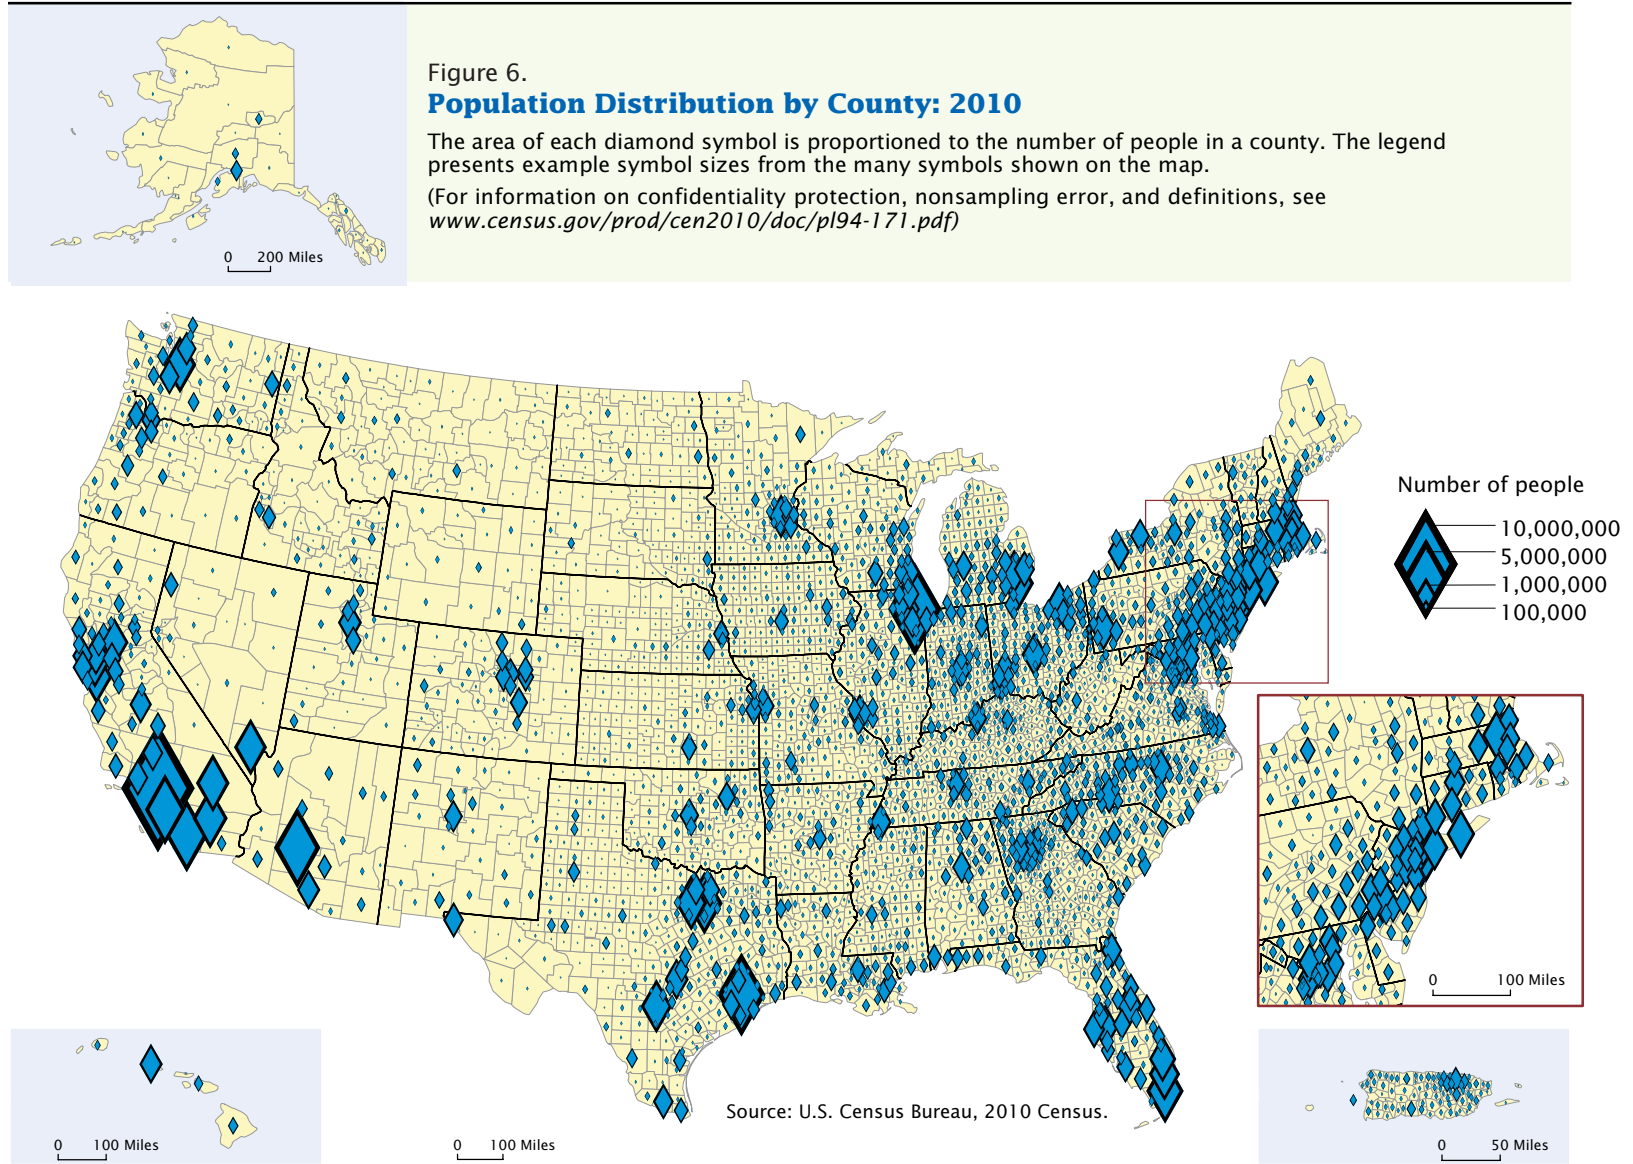 Figure 6.
Population Distribution by County: 2010
The area of each diamond symbol is proportioned to the number of people in a county. The legend
presents example symbol sizes from the many symbols shown on the map.
(For information on confidentiality protection, nonsampling error, and definitions, see
www.census.gov/prod/cen2010/doc/pl94-171.pdf)
0 200 Miles
Number of people
10,000,000
5,000,000
1,000,000
100,000
0 100 Miles
Source: U.S. Census Bureau, 2010 Census.
0 100 Miles
0 100 Miles
0 50 Miles